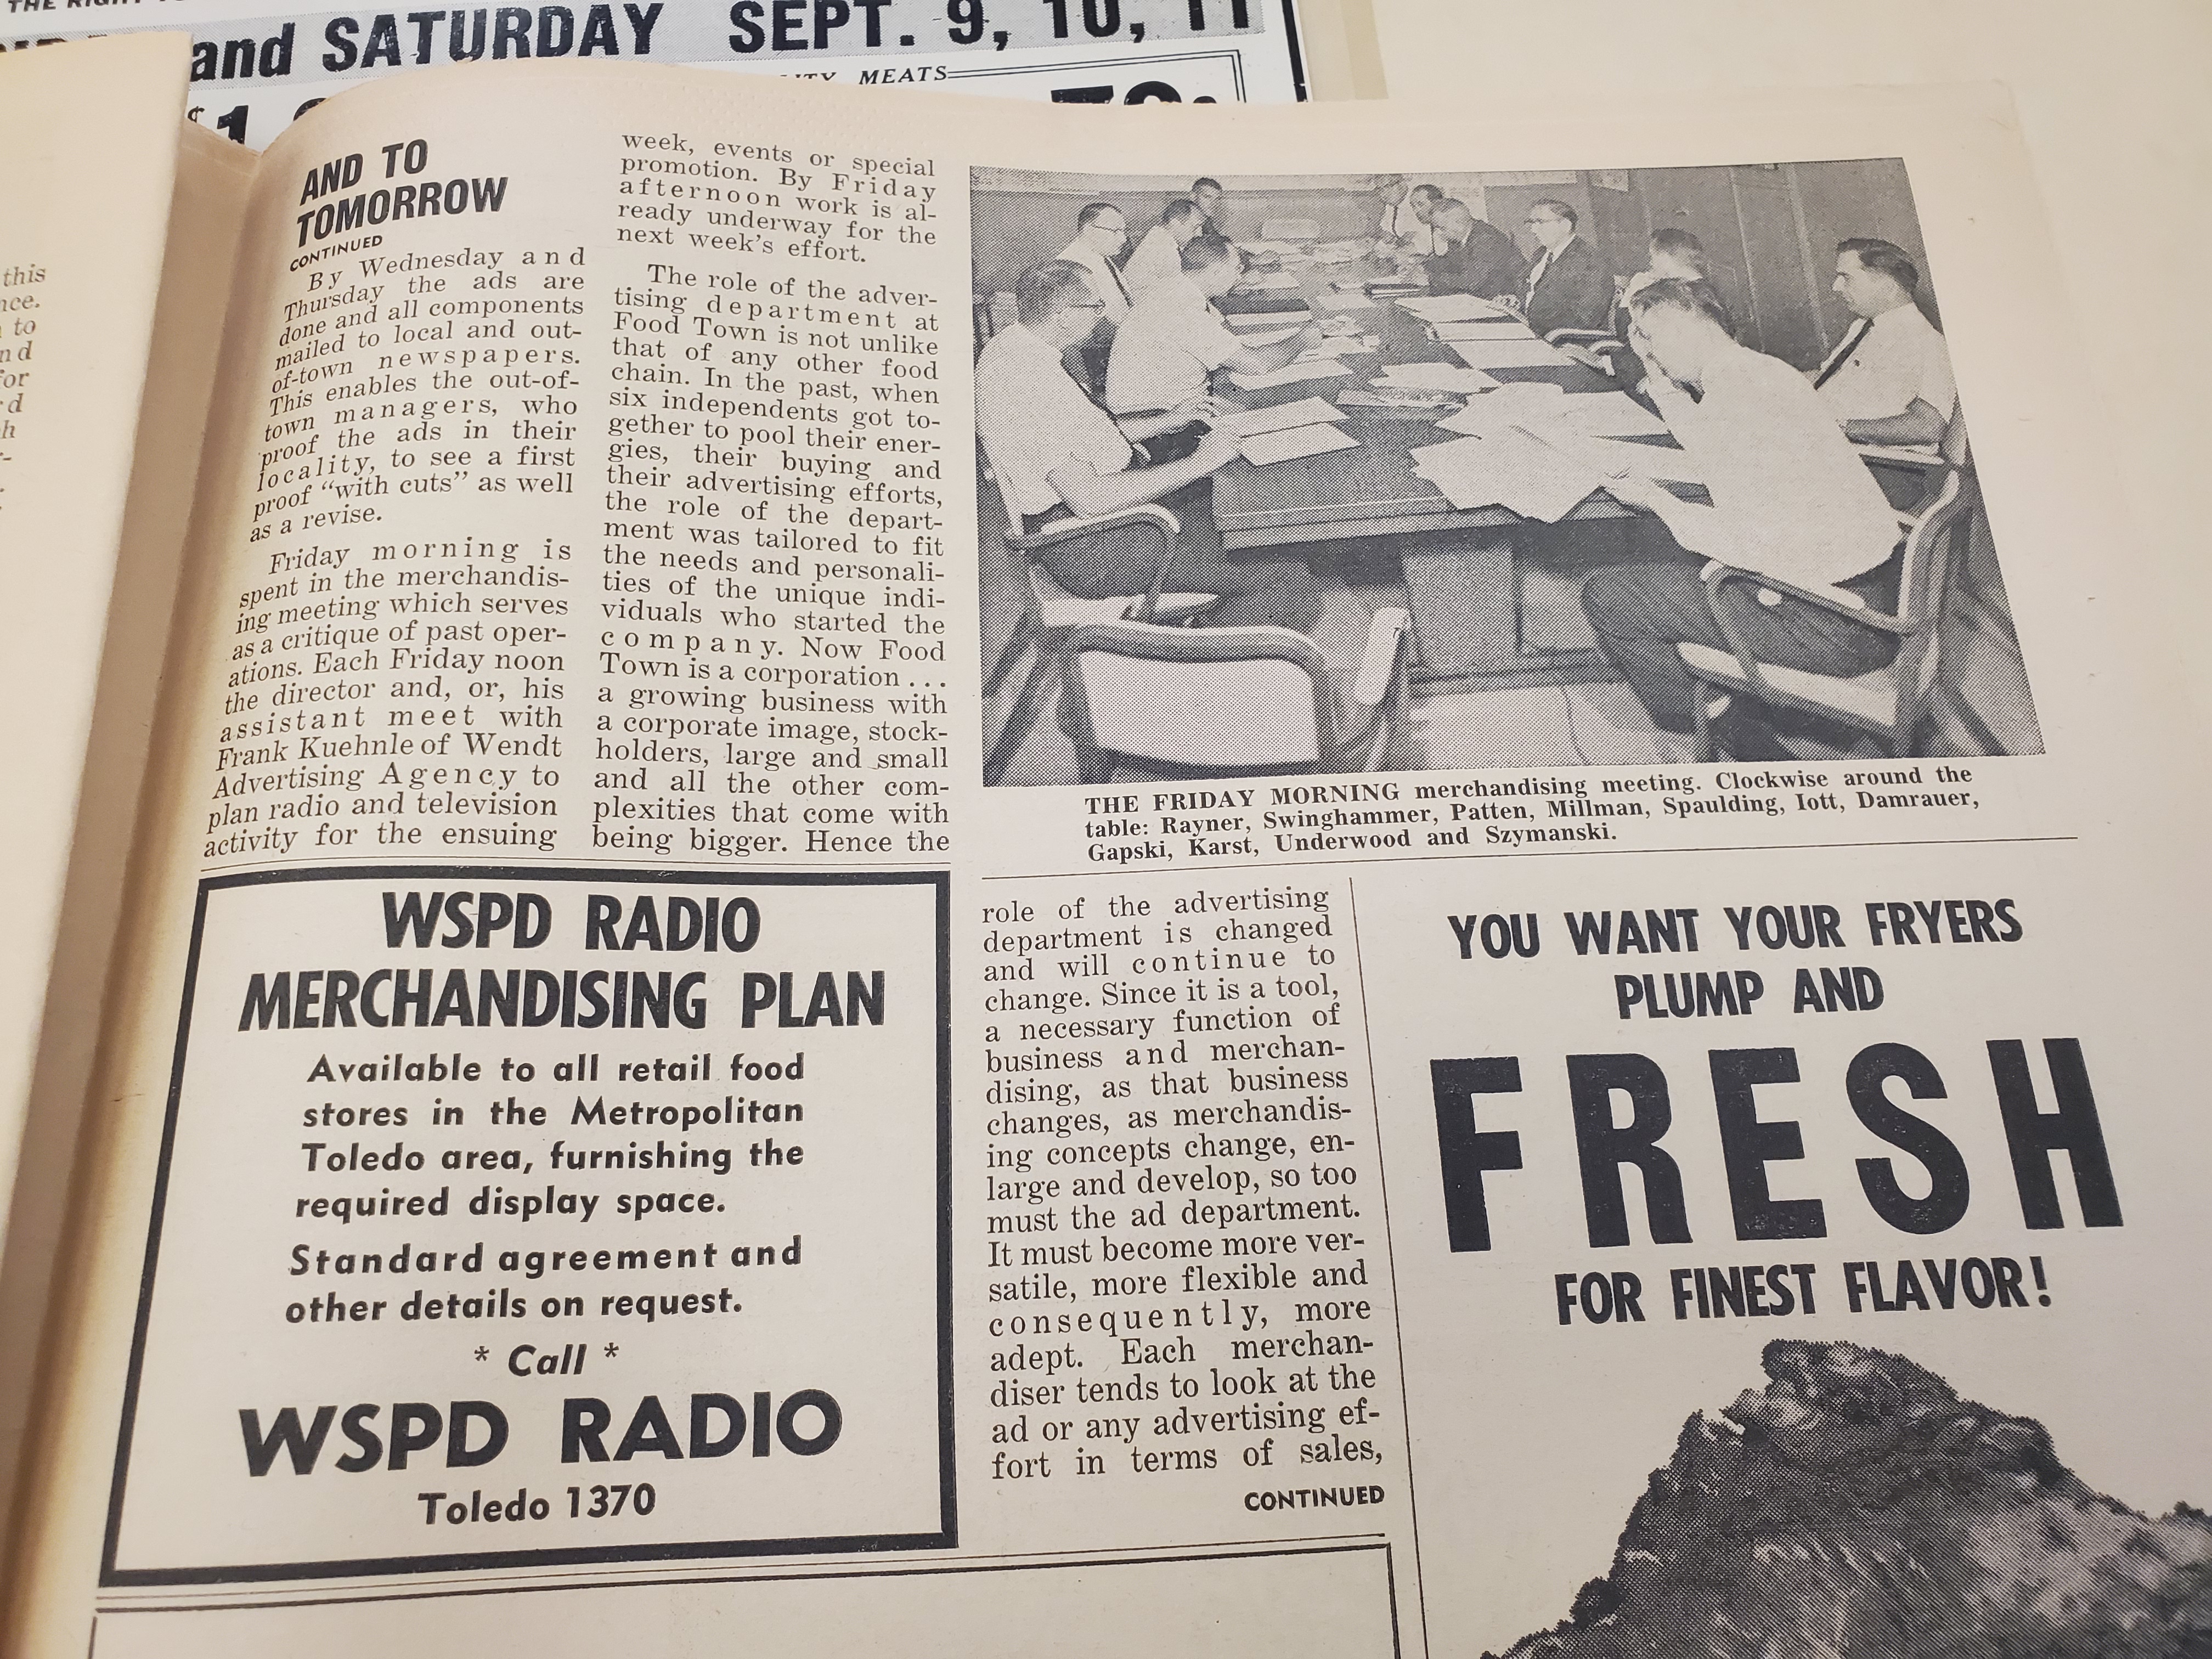 THE RIGHT
and SATURDAY SEPT. 9, 10, 11
MEATS
$1
this
to
AND TO
TOMORROW
CONTINUED
By Wednesday and
Thursday the ads are
done and all components
mailed to local and out-
of-town newspapers.
This enables the out-of-
town managers, who
proof the ads in their
locality, to see a first
proof “with cuts” as well
as a revise.
Friday morning is
spent in the merchandis-
ing meeting which serves
as a critique of past oper-
ations. Each Friday noon
the director and, or, his
assistant meet with
Frank Kuehnle of Wendt
Advertising Agency to
plan radio and television
activity for the ensuing
week, events or special
promotion. By Friday
afternoon work is al-
ready underway for the
next week's effort.
The role of the adver-
tising department at
Food Town is not unlike
that of any other food
chain. In the past, when
six independents got to-
gether to pool their ener-
gies, their buying and
their advertising efforts,
the role of the depart-
ment was tailored to fit
the needs and personali-
ties of the unique indi-
viduals who started the
company. Now Food
Town is a corporation . . .
a growing business with
a corporate image, stock-
holders, large and small
and all the other com-
plexities that come with
being bigger. Hence the
THE FRIDAY MORNING merchandising meeting. Clockwise around the
table: Rayner, Swinghammer, Patten, Millman, Spaulding, Iott, Damrauer,
Gapski, Karst, Underwood and Szymanski.
role of the advertising
department is changed
and will continue to
change. Since it is a tool,
a necessary function of
business and merchan-
dising, as that business
changes, as merchandis-
ing concepts change, en-
large and develop, so too
must the ad department.
It must become more ver-
satile, more flexible and
consequently, more
adept. Each merchan-
diser tends to look at the
ad or any advertising ef-
fort in terms of sales,
CONTINUED
WSPD RADIO
MERCHANDISING PLAN
Available to all retail food
stores in the Metropolitan
Toledo area, furnishing the
required display space.
Standard agreement and
other details on request.
* Call *
WSPD RADIO
Toledo 1370
YOU WANT YOUR FRYERS
PLUMP AND
FRESH
FOR FINEST FLAVOR!